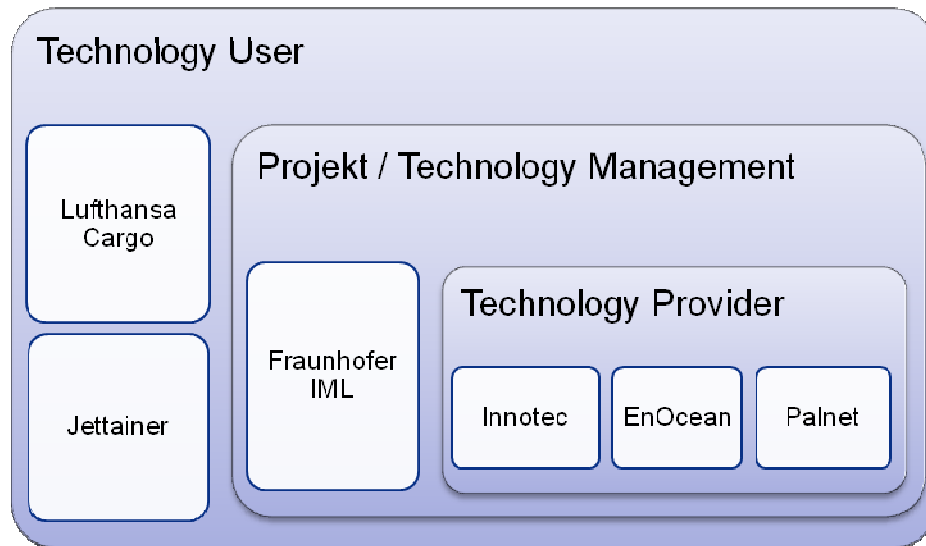 Technology User
Lufthansa
Cargo
Jettainer
Projekt / Technology Management
Fraunhofer
IML
Technology Provider
Innotec
EnOcean
Palnet